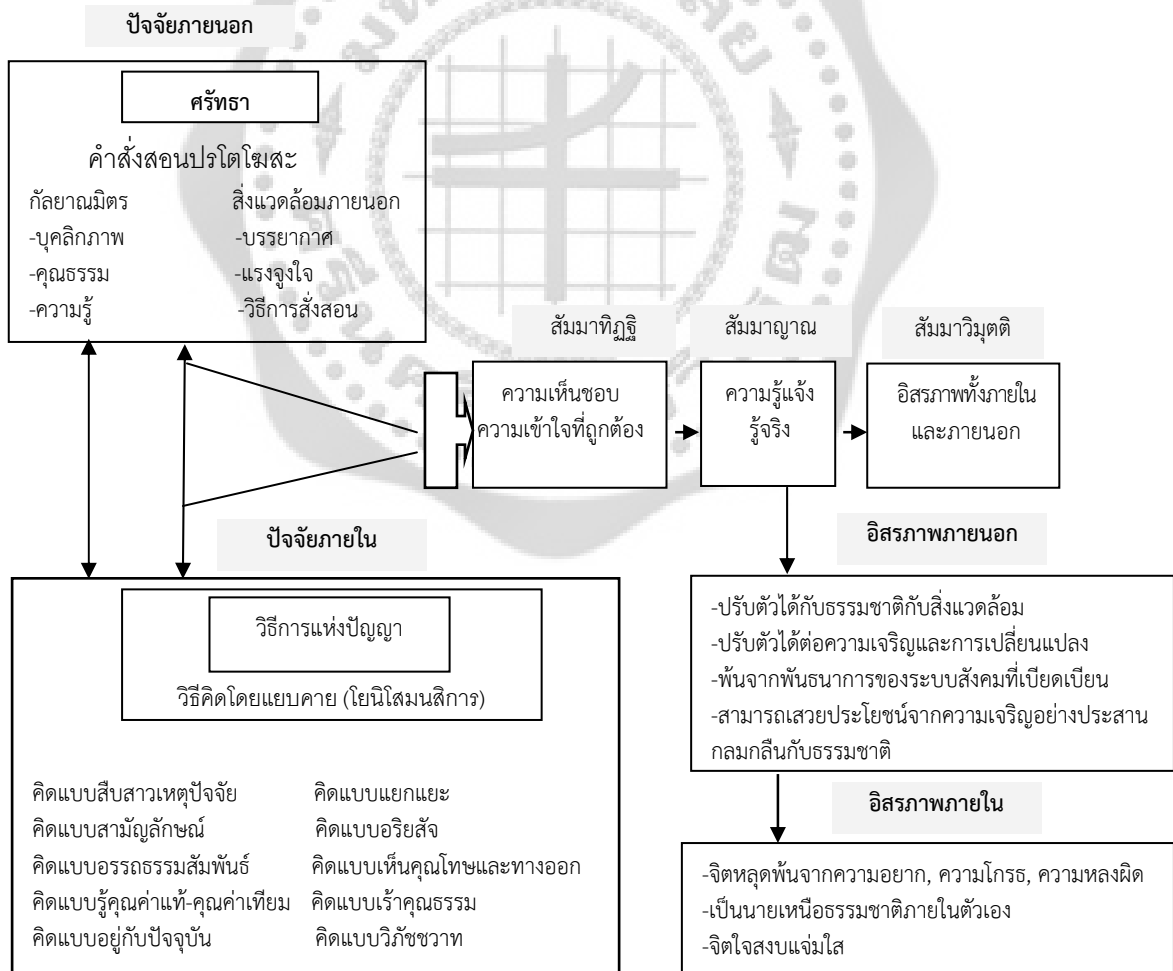 ปัจจัยภายนอก
ศรัทธา
คำสั่งสอนปรโตโฆสะ
กัลยาณมิตร สิ่งแวดล้อมภายนอก
-บุคลิกภาพ -บรรยากาศ
-คุณธรรม -แรงจูงใจ
-ความรู้ -วิธีการสั่งสอน
สัมมาทิฏฐิ สัมมาญาณ สัมมาวิมุตติ
ความเห็นชอบ
ความเข้าใจที่ถูกต้อง
ความรู้แจ้ง
รู้จริง
อิสรภาพทั้งภายใน
และภายนอก
ปัจจัยภายใน
วิธีการแห่งปัญญา
วิธีคิดโดยแยบคาย (โยนิโสมนสิการ)
คิดแบบสืบสาวเหตุปัจจัย คิดแบบแยกแยะ
คิดแบบสามัญลักษณ์ คิดแบบอริยสัจ
คิดแบบอรรถธรรมสัมพันธ์ คิดแบบเห็นคุณโทษและทางออก
คิดแบบรู้คุณค่าแท้-คุณค่าเทียม คิดแบบเร้าคุณธรรม
คิดแบบอยู่กับปัจจุบัน คิดแบบวิภัชชวาท
อิสรภาพภายนอก
-ปรับตัวได้กับธรรมชาติกับสิ่งแวดล้อม
-ปรับตัวได้ต่อความเจริญและการเปลี่ยนแปลง
-พ้นจากพันธนาการของระบบสังคมที่เบียดเบียน
-สามารถเสวยประโยชน์จากความเจริญอย่างประสาน
กลมกลืนกับธรรมชาติ
อิสรภาพภายใน
-จิตหลุดพ้นจากความอยาก, ความโกรธ, ความหลงผิด
-เป็นนายเหนือธรรมชาติภายในตัวเอง
-จิตใจสงบแจ่มใส